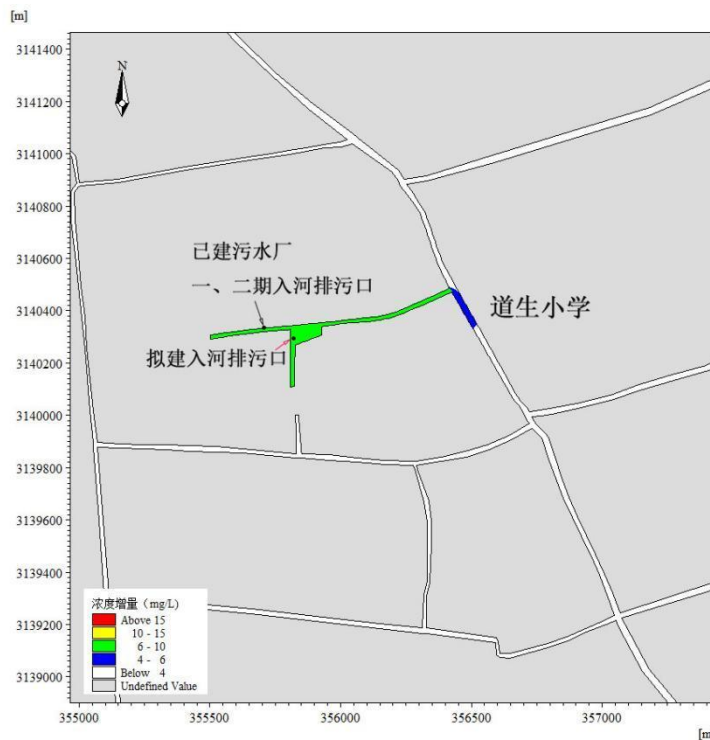 [m]
3141400
3141200
3141000
3140800
3140600
3140400
3140200
3140000
3139800
3139600
3139400
3139200
3139000
N
已建污水厂
一、二期入河排污口
道生小学
拟建入河排污口
浓度增量（mg/L）
Above 15
10 - 15
6 - 10
4 - 6
Below 4
Undefined Value
355000 355500 356000 356500 357000
[m